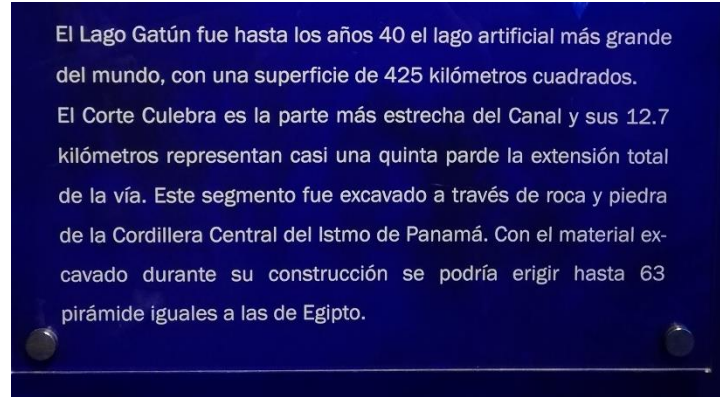 El Lago Gatún fue hasta los años 40 el lago artificial más grande
del mundo, con una superficie de 425 kilómetros cuadrados.
El Corte Culebra es la parte más estrecha del Canal y sus 12.7
kilómetros representan casi una quinta parde la extensión total
de la vía. Este segmento fue excavado a través de roca y piedra
de la Cordillera Central del Istmo de Panamá. Con el material ex-
cavado durante su construcción se podría erigir hasta 63
pirámide iguales a las de Egipto.